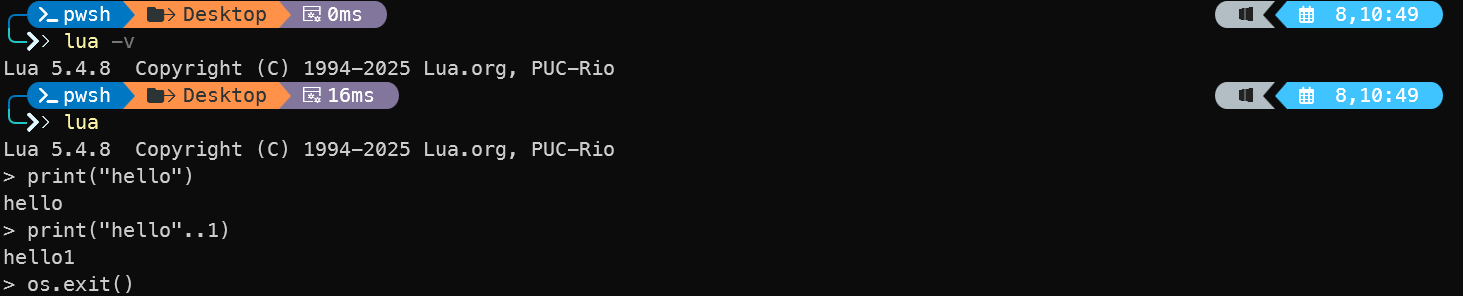 pwsh Desktop 0ms 8,10:49
lua -v
Lua 5.4.8  Copyright (C) 1994-2025 Lua.org, PUC-Rio
pwsh Desktop 16ms 8,10:49
lua
Lua 5.4.8  Copyright (C) 1994-2025 Lua.org, PUC-Rio
> print("hello")
hello
> print("hello"..1)
hello1
> os.exit()